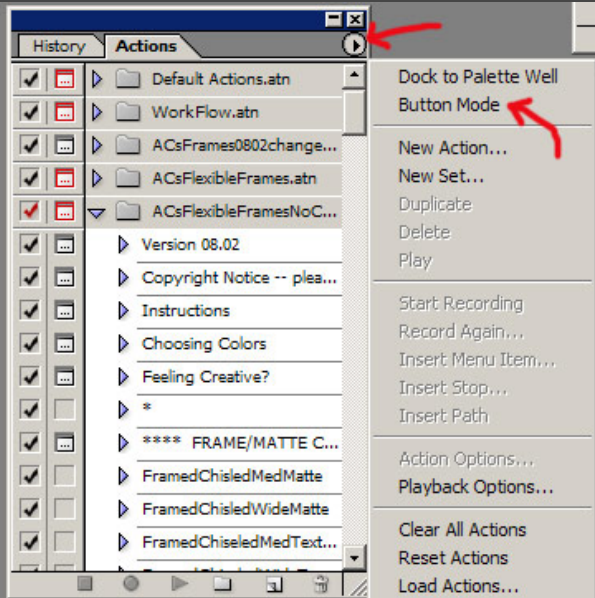 History
Actions
Default Actions.atn
WorkFlow.atn
ACsFrames0802change...
ACsFlexibleFrames.atn
ACsFlexibleFramesNoC...
Version 08.02
Copyright Notice -- plea...
Instructions
Choosing Colors
Feeling Creative?
*
**** FRAME/MATTE C...
FramedChisledMedMatte
FramedChisledWideMatte
FramedChiseledMedText...
Dock to Palette Well
Button Mode
New Action...
New Set...
Duplicate
Delete
Play
Start Recording
Record Again...
Insert Menu Item...
Insert Stop...
Insert Path
Action Options...
Playback Options...
Clear All Actions
Reset Actions
Load Actions...